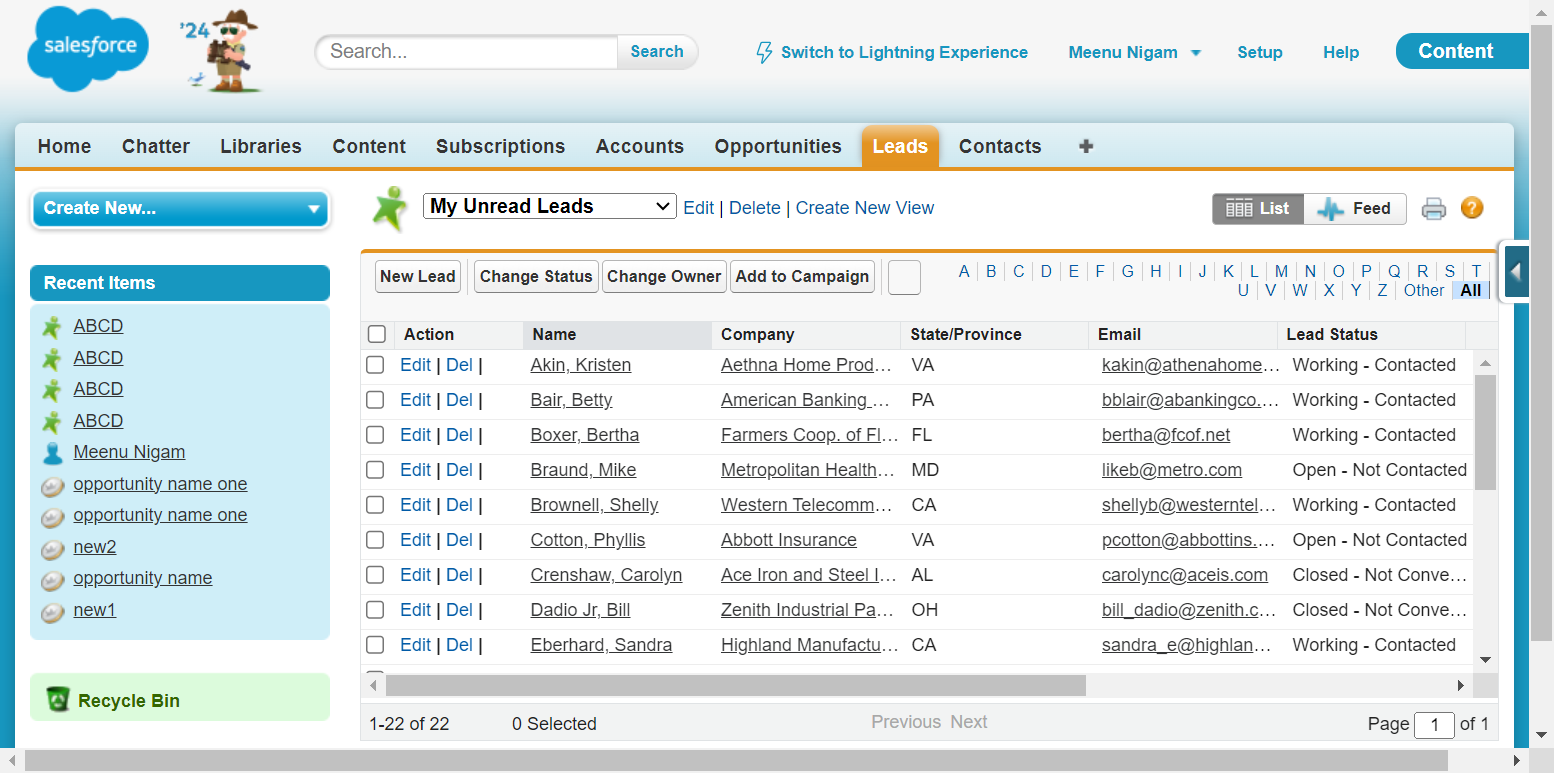 salesforce
'24
Search...
Search
Switch to Lightning Experience
Meenu Nigam
Setup
Help
Content
Home Chatter Libraries Content Subscriptions Accounts Opportunities Leads Contacts +
Create New...
My Unread Leads Edit | Delete | Create New View
List Feed ?
Recent Items
ABCD
ABCD
ABCD
ABCD
Meenu Nigam
opportunity name one
opportunity name one
new2
opportunity name
new1
Recycle Bin
New Lead Change Status Change Owner Add to Campaign
A B C D E F G H I J K L M N O P Q R S T
U V W X Y Z Other All
Action Name Company State/Province Email Lead Status
Edit | Del | Akin, Kristen Aethna Home Prod... VA kakin@athenahome... Working - Contacted
Edit | Del | Bair, Betty American Banking ... PA bblair@abankingco.... Working - Contacted
Edit | Del | Boxer, Bertha Farmers Coop. of Fl... FL bertha@fcof.net Working - Contacted
Edit | Del | Braund, Mike Metropolitan Health... MD likeb@metro.com Open - Not Contacted
Edit | Del | Brownell, Shelly Western Telecomm... CA shellyb@westerntel... Working - Contacted
Edit | Del | Cotton, Phyllis Abbott Insurance VA pcotton@abbottins.... Open - Not Contacted
Edit | Del | Crenshaw, Carolyn Ace Iron and Steel I... AL carolync@aceis.com Closed - Not Conve...
Edit | Del | Dadio Jr, Bill Zenith Industrial Pa... OH bill_dadio@zenith.c... Closed - Not Conve...
Edit | Del | Eberhard, Sandra Highland Manufactu... CA sandra_e@highlan... Working - Contacted
1-22 of 22 0 Selected Previous Next Page 1 of 1